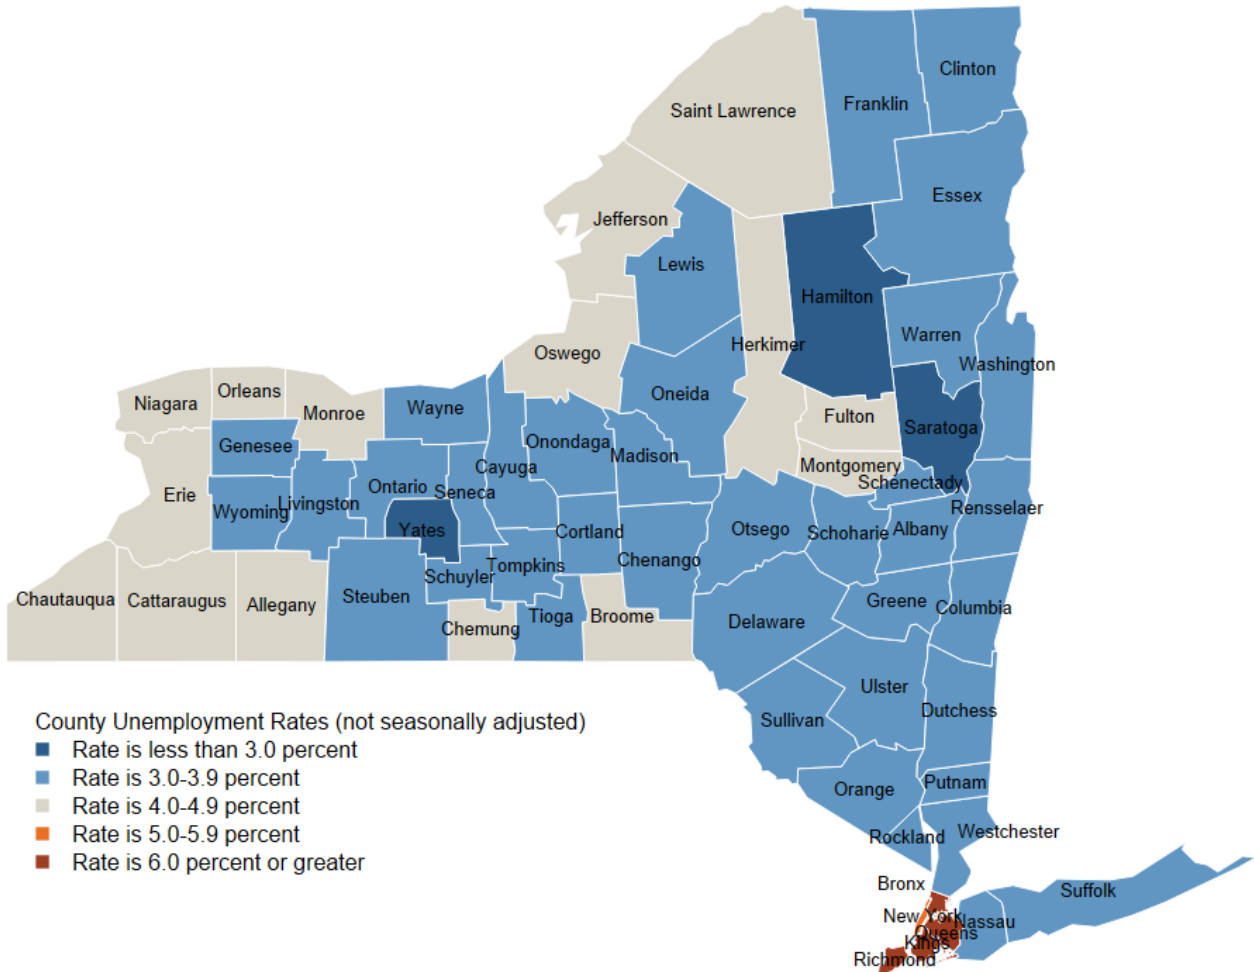 Clinton
Franklin
Saint Lawrence
Essex
Jefferson
Lewis
Hamilton
Warren
Herkimer
Oswego
Washington
Oneida
Orleans
Niagara
Monroe
Wayne
Fulton
Saratoga
Onondaga
Genesee
Madison
Cayuga
Montgomery
Schenectady
Ontario
Seneca
Erie
Livingston
Wyoming
Rensselaer
Yates
Cortland
Otsego
Schoharie
Albany
Chenango
Tompkins
Schuyler
Steuben
Chautauqua
Cattaraugus
Allegany
Greene
Columbia
Tioga
Broome
Delaware
Chemung
Ulster
Dutchess
Sullivan
County Unemployment Rates (not seasonally adjusted)
Rate is less than 3.0 percent
Rate is 3.0-3.9 percent
Rate is 4.0-4.9 percent
Rate is 5.0-5.9 percent
Rate is 6.0 percent or greater
Putnam
Orange
Westchester
Rockland
Bronx
Suffolk
New York
Nassau
Queens
Kings
Richmond